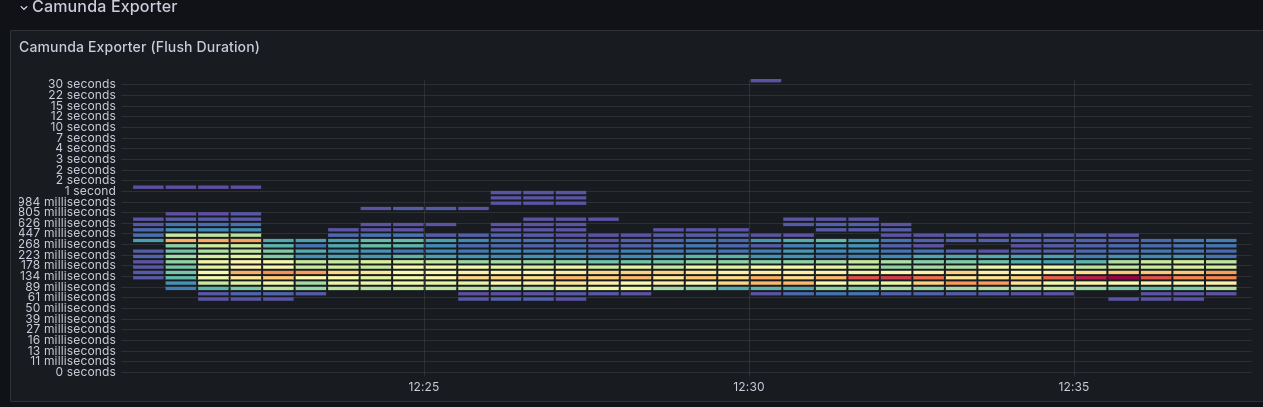 Camunda Exporter
Camunda Exporter (Flush Duration)
30 seconds
22 seconds
15 seconds
12 seconds
10 seconds
7 seconds
4 seconds
3 seconds
2 seconds
2 seconds
1 second
984 milliseconds
805 milliseconds
626 milliseconds
447 milliseconds
268 milliseconds
223 milliseconds
178 milliseconds
134 milliseconds
89 milliseconds
61 milliseconds
50 milliseconds
39 milliseconds
27 milliseconds
16 milliseconds
13 milliseconds
11 milliseconds
0 seconds
12:25 12:30 12:35